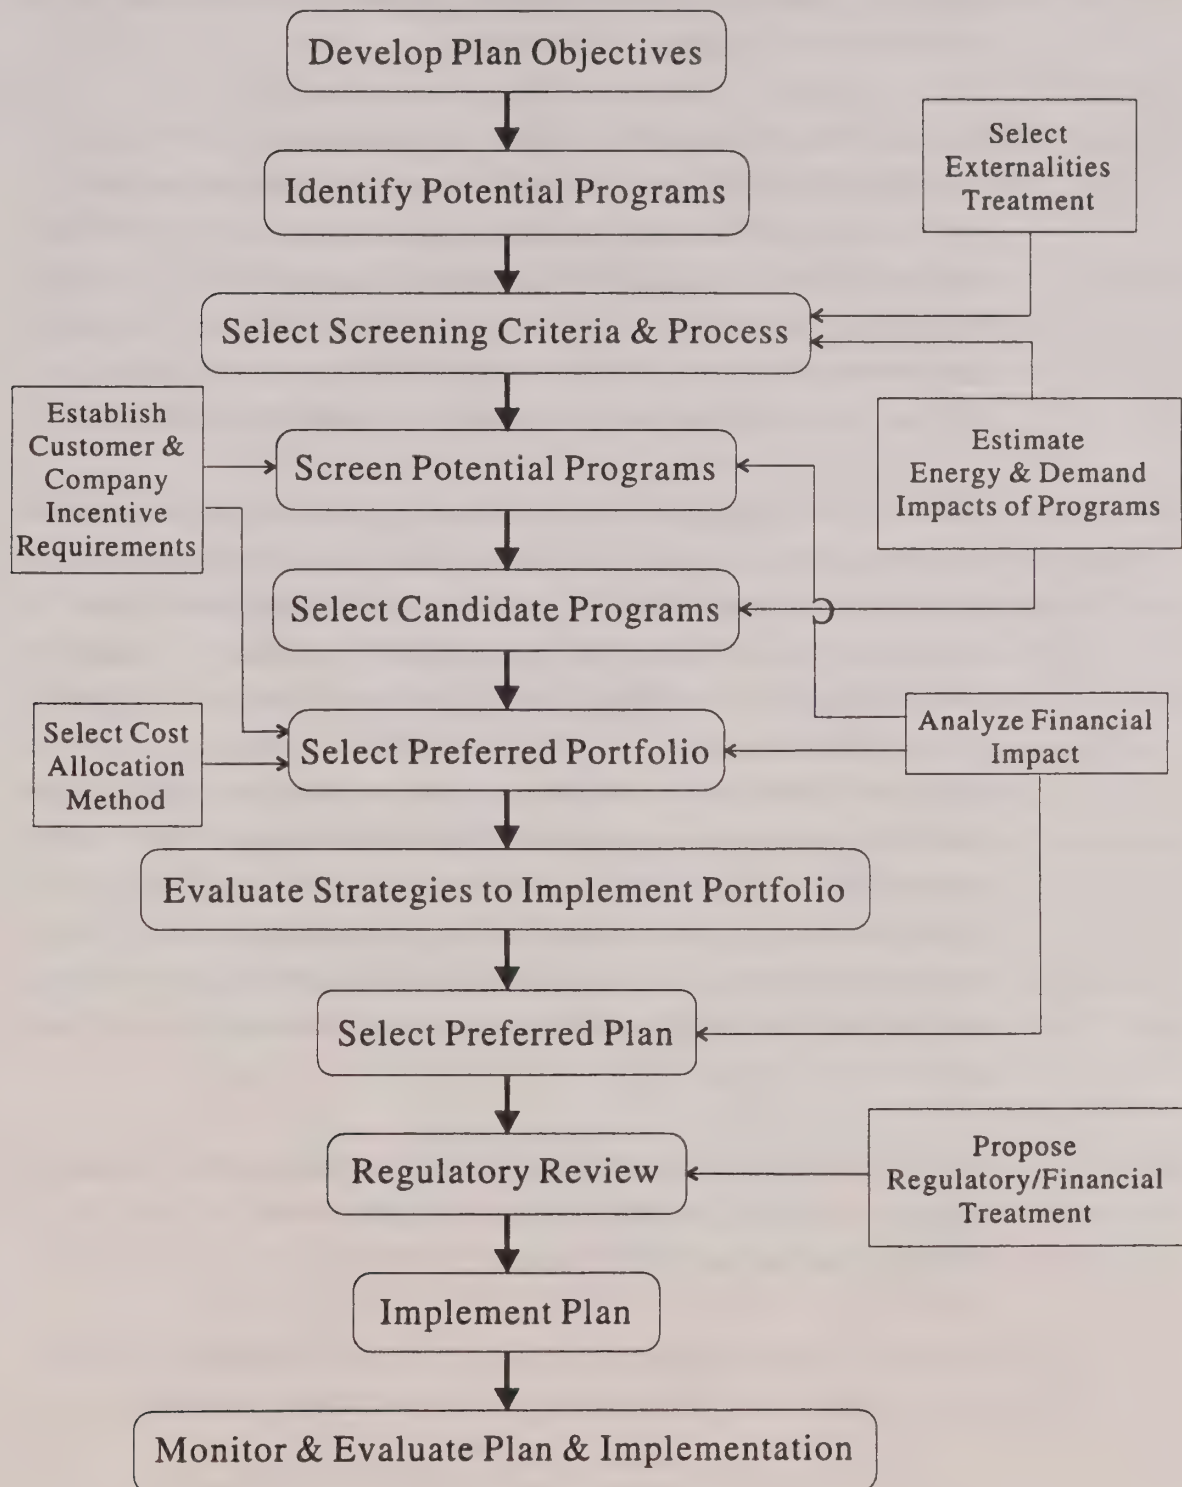 Develop Plan Objectives
Identify Potential Programs
Select
Externalities
Treatment
Select Screening Criteria & Process
Establish
Customer &
Company
Incentive
Requirements
Screen Potential Programs
Estimate
Energy & Demand
Impacts of Programs
Select Candidate Programs
Select Cost
Allocation
Method
Select Preferred Portfolio
Analyze Financial
Impact
Evaluate Strategies to Implement Portfolio
Select Preferred Plan
Regulatory Review
Propose
Regulatory/Financial
Treatment
Implement Plan
Monitor & Evaluate Plan & Implementation